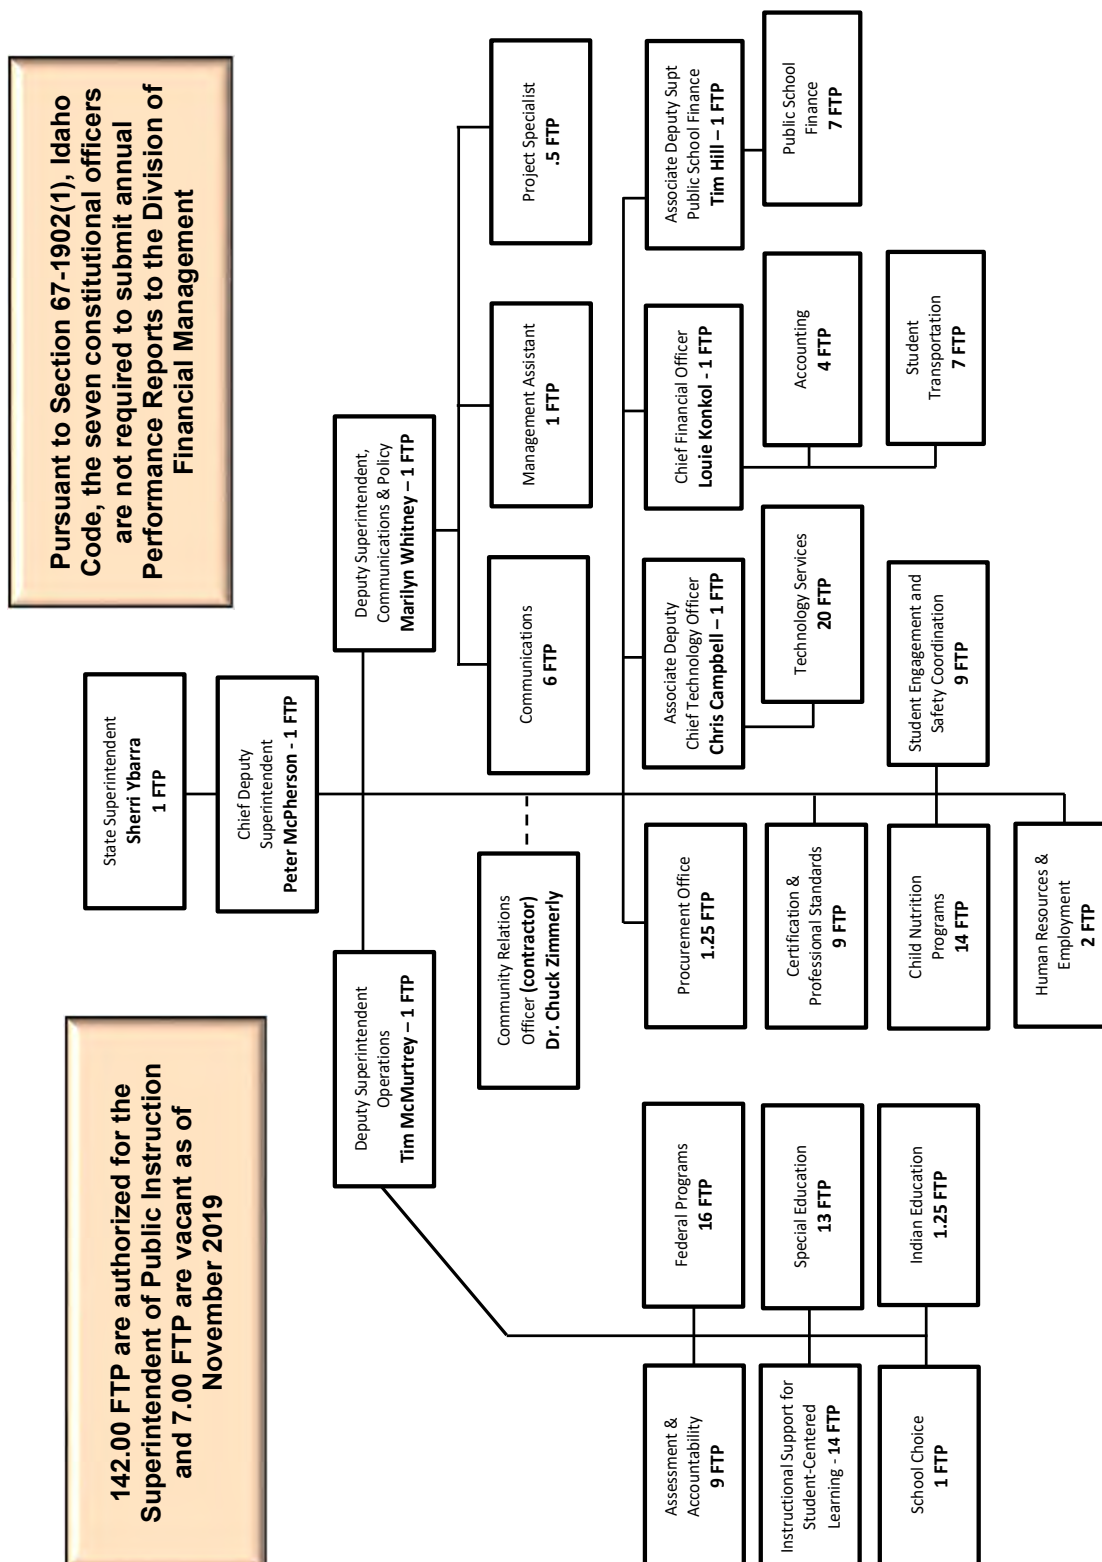 142.00 FTP are authorized for the
Superintendent of Public Instruction
and 7.00 FTP are vacant as of
November 2019
State Superintendent
Sherri Ybarra
1 FTP
Pursuant to Section 67-1902(1), Idaho
Code, the seven constitutional officers
are not required to submit annual
Performance Reports to the Division of
Financial Management
Chief Deputy
Superintendent
Peter McPherson - 1 FTP
Deputy Superintendent
Operations
Tim McMurtrey – 1 FTP
Deputy Superintendent,
Communications & Policy
Marilyn Whitney – 1 FTP
Community Relations
Officer (contractor)
Dr. Chuck Zimmerly
Communications
6 FTP
Management Assistant
1 FTP
Project Specialist
.5 FTP
Assessment &
Accountability
9 FTP
Federal Programs
16 FTP
Procurement Office
1.25 FTP
Associate Deputy
Chief Technology Officer
Chris Campbell – 1 FTP
Chief Financial Officer
Louie Konkol - 1 FTP
Associate Deputy Supt
Public School Finance
Tim Hill – 1 FTP
Instructional Support for
Student-Centered
Learning - 14 FTP
Special Education
13 FTP
Certification &
Professional Standards
9 FTP
Technology Services
20 FTP
Accounting
4 FTP
Public School
Finance
7 FTP
School Choice
1 FTP
Indian Education
1.25 FTP
Child Nutrition
Programs
14 FTP
Student Engagement and
Safety Coordination
9 FTP
Student
Transportation
7 FTP
Human Resources &
Employment
2 FTP